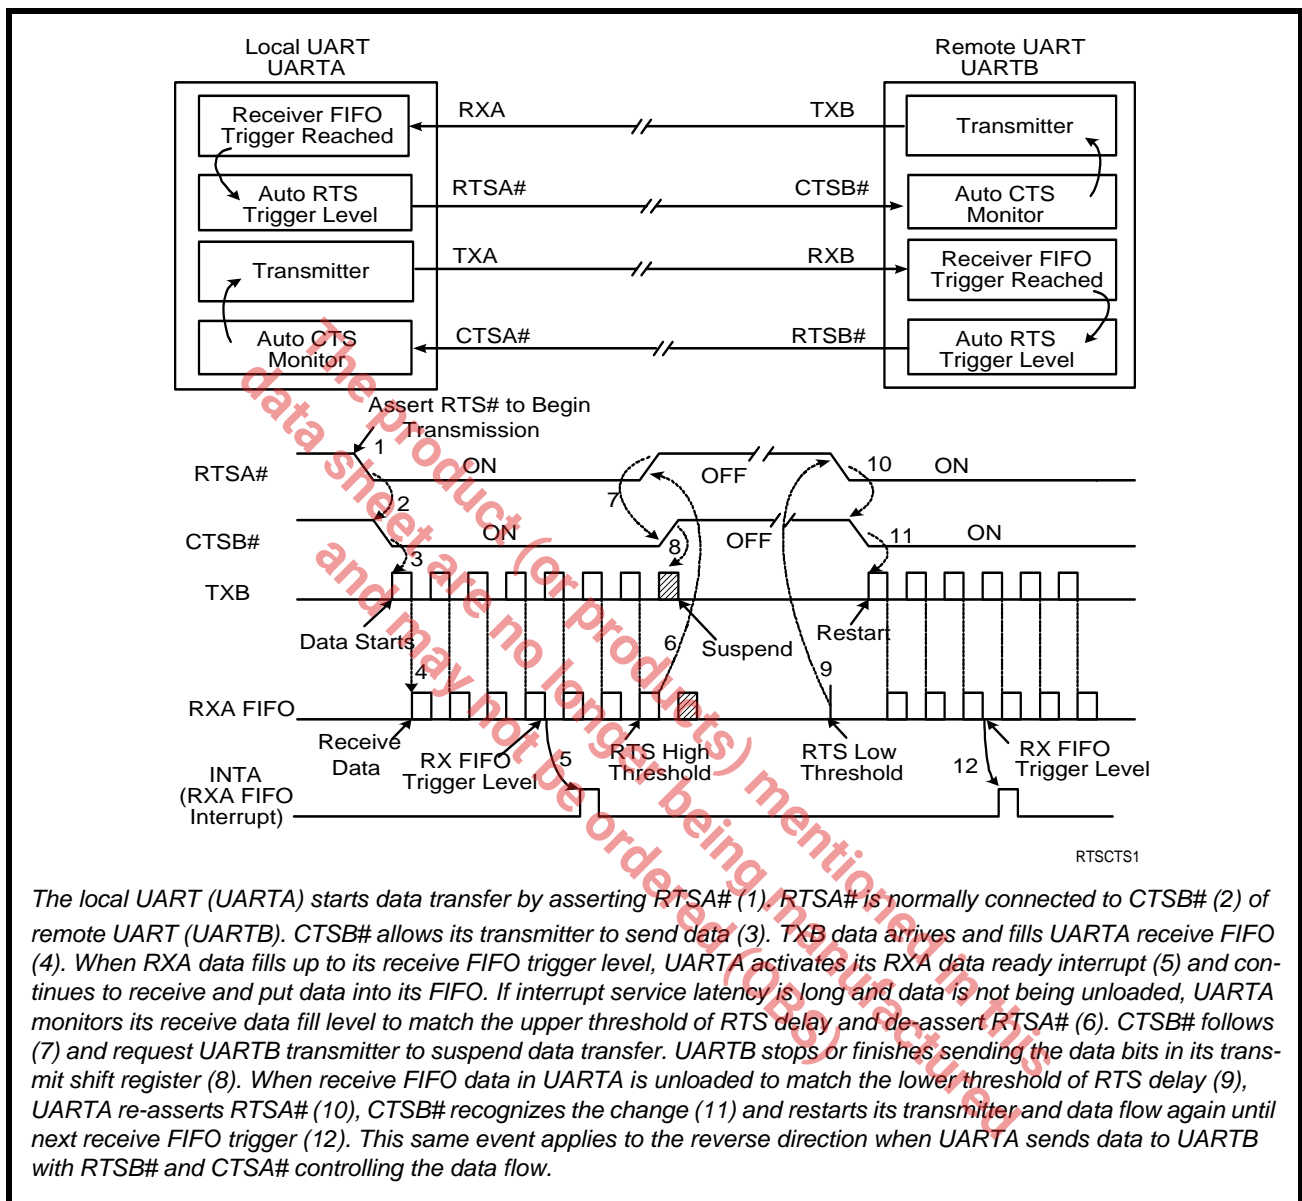 Local UART
UARTA
Remote UART
UARTB
Receiver FIFO
Trigger Reached
RXA
TXB
Transmitter
Auto RTS
Trigger Level
RTSA#
CTSB#
Auto CTS
Monitor
Transmitter
TXA
RXB
Receiver FIFO
Trigger Reached
Auto CTS
Monitor
CTSA#
RTSB#
Auto RTS
Trigger Level
Assert RTS# to Begin
Transmission
RTSA#
1
ON
7
OFF
10
ON
CTSB#
2
ON
8
OFF
11
ON
TXB
3
Data Starts
6
Suspend
Restart
4
9
RXA FIFO
Receive
Data
RX FIFO
Trigger Level
5
RTS High
Threshold
RTS Low
Threshold
12
RX FIFO
Trigger Level
INTA
(RXA FIFO
Interrupt)
RTSCTS1
The local UART (UARTA) starts data transfer by asserting RTSA# (1). RTSA# is normally connected to CTSB# (2) of
remote UART (UARTB). CTSB# allows its transmitter to send data (3). TXB data arrives and fills UARTA receive FIFO
(4). When RXA data fills up to its receive FIFO trigger level, UARTA activates its RXA data ready interrupt (5) and con-
tinues to receive and put data into its FIFO. If interrupt service latency is long and data is not being unloaded, UARTA
monitors its receive data fill level to match the upper threshold of RTS delay and de-assert RTSA# (6). CTSB# follows
(7) and request UARTB transmitter to suspend data transfer. UARTB stops or finishes sending the data bits in its trans-
mit shift register (8). When receive FIFO data in UARTA is unloaded to match the lower threshold of RTS delay (9),
UARTA re-asserts RTSA# (10), CTSB# recognizes the change (11) and restarts its transmitter and data flow again until
next receive FIFO trigger (12). This same event applies to the reverse direction when UARTA sends data to UARTB
with RTSB# and CTSA# controlling the data flow.
The product (or products) mentioned in this
data sheet are no longer being manufactured
and may not be ordered (OBS)